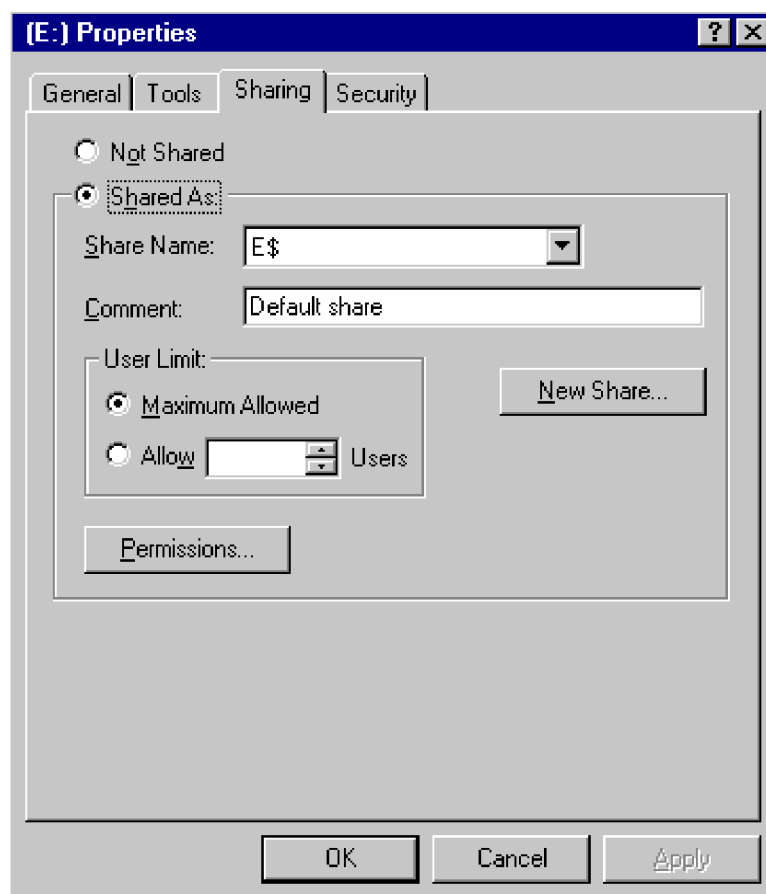 (E:) Properties
General Tools Sharing Security
Not Shared
Shared As:
Share Name: E$
Comment: Default share
User Limit:
Maximum Allowed
New Share...
Allow Users
Permissions...
OK Cancel Apply